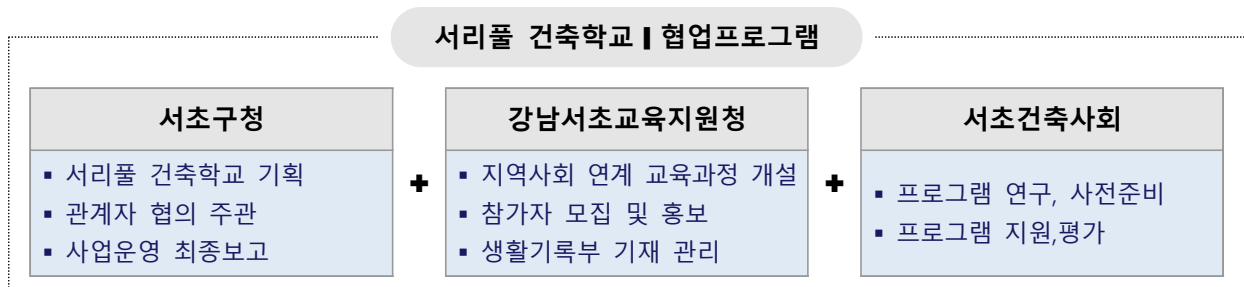 서리풀 건축학교 ❙ 협업프로그램
서초구청
▪ 서리풀 건축학교 기획
▪ 관계자 협의 주관
▪ 사업운영 최종보고
+
강남서초교육지원청
▪ 지역사회 연계 교육과정 개설
▪ 참가자 모집 및 홍보
▪ 생활기록부 기재 관리
+
서초건축사회
▪ 프로그램 연구, 사전준비
▪ 프로그램 지원,평가